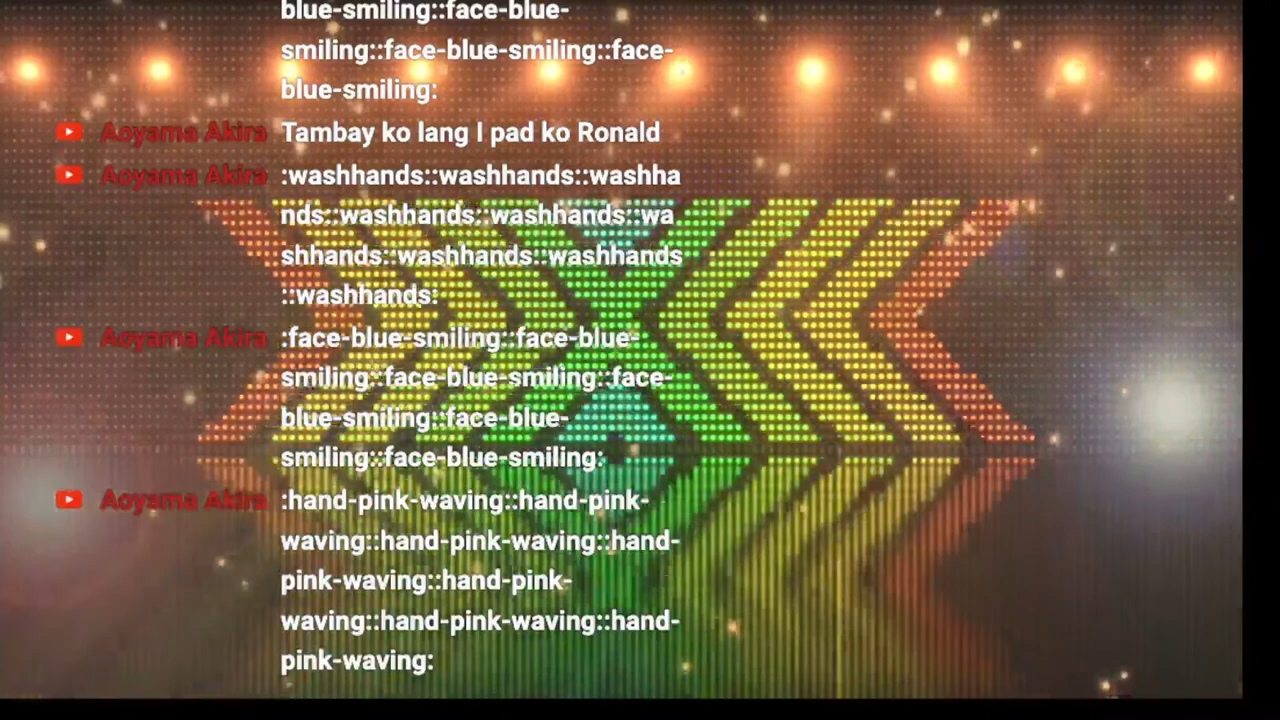 blue-smiling::face-blue-
smiling::face-blue-smiling::face-
blue-smiling:
Aoyama Akira Tambay ko lang I pad ko Ronald
Aoyama Akira :washhands::washhands::washha
nds::washhands::washhands::wa
shhands::washhands::washhands
::washhands:
Aoyama Akira :face-blue-smiling::face-blue-
smiling::face-blue-smiling::face-
blue-smiling::face-blue-
smiling::face-blue-smiling:
Aoyama Akira :hand-pink-waving::hand-pink-
waving::hand-pink-waving::hand-
pink-waving::hand-pink-
waving::hand-pink-waving::hand-
pink-waving: